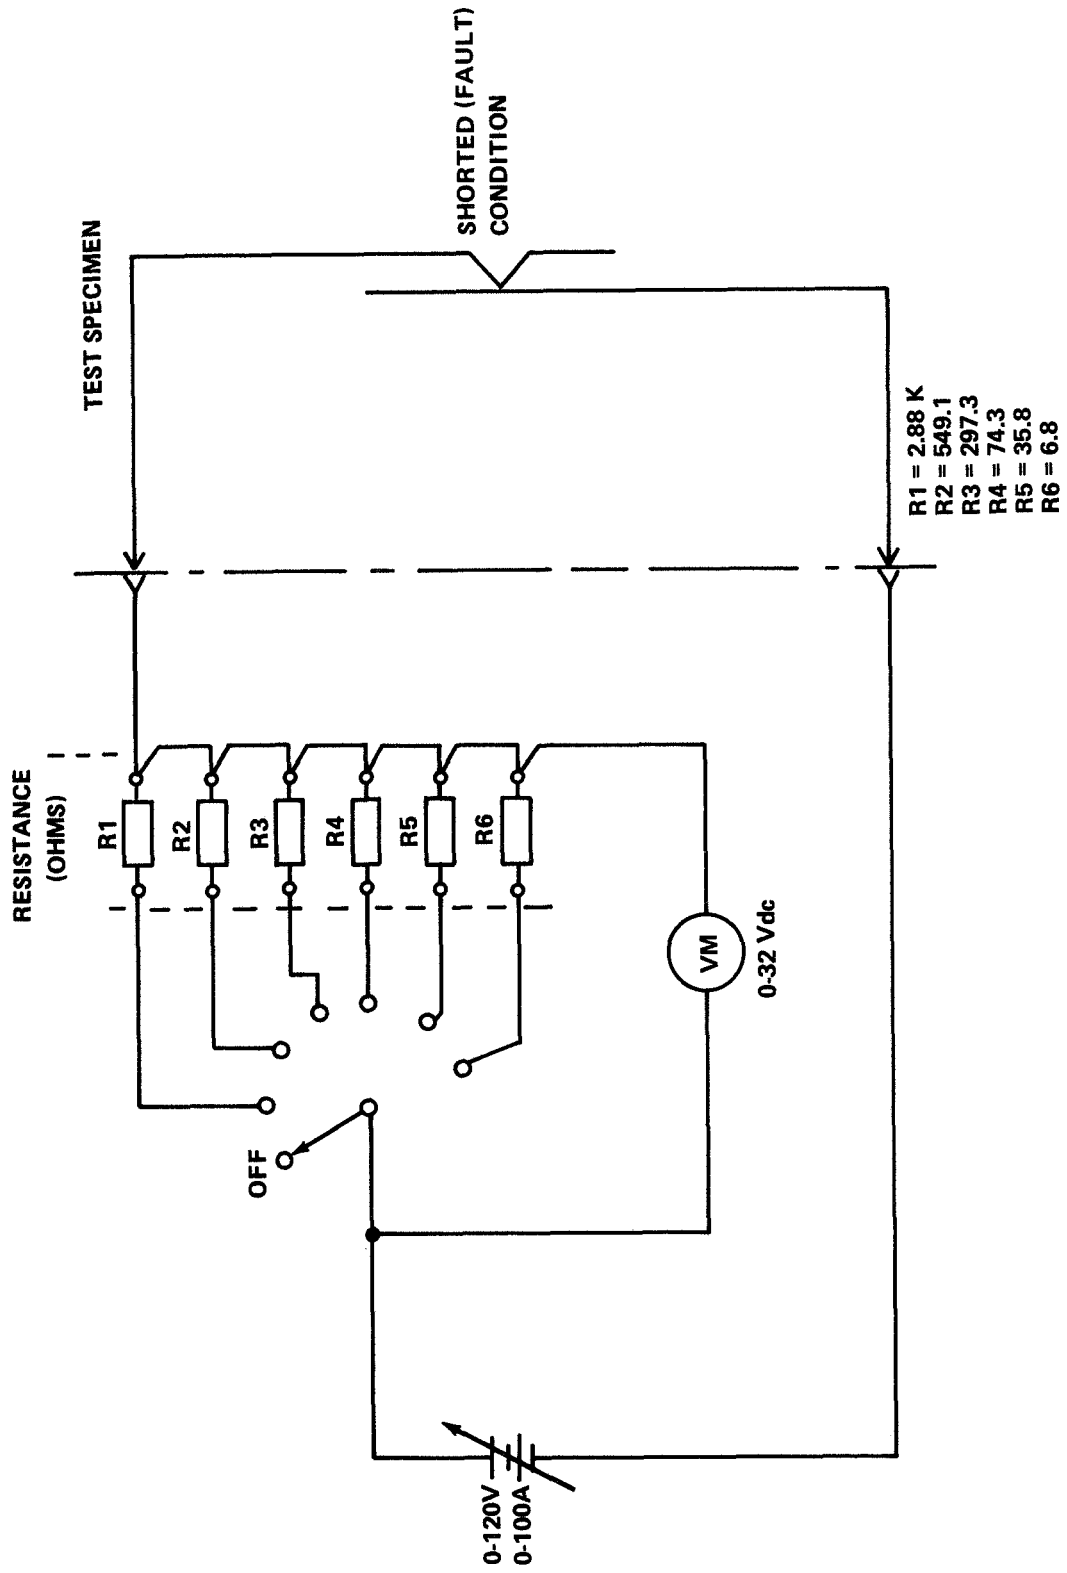 TEST SPECIMEN
SHORTED (FAULT)
CONDITION
RESISTANCE
(OHMS)
R1
R2
R3
R4
R5
R6
OFF
VM
0-32 Vdc
0-120V
0-100A
R1 = 2.88 K
R2 = 549.1
R3 = 297.3
R4 = 74.3
R5 = 35.8
R6 = 6.8